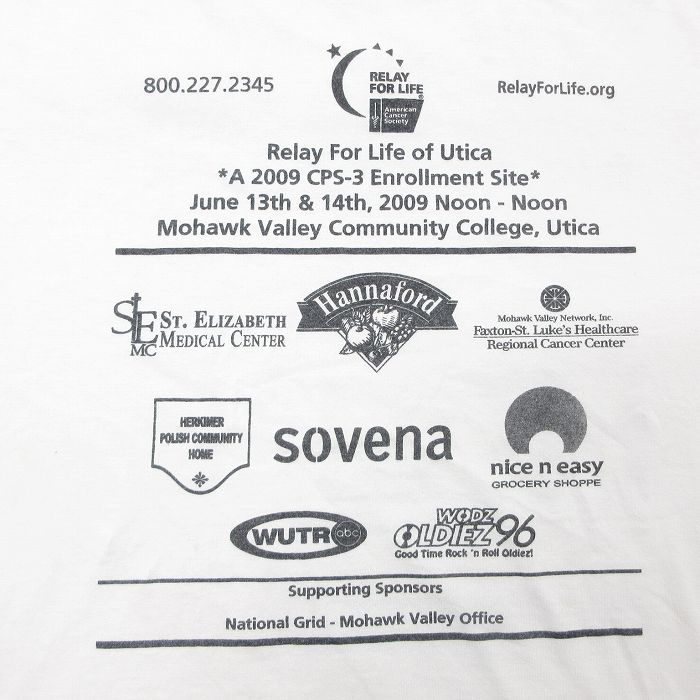 800.227.2345
RELAY
FOR LIFE®
American
Cancer
Society
RelayForLife.org
Relay For Life of Utica
*A 2009 CPS-3 Enrollment Site*
June 13th & 14th, 2009 Noon - Noon
Mohawk Valley Community College, Utica
SEMC
ST. ELIZABETH
MEDICAL CENTER
Hannaford
Mohawk Valley Network, Inc.
Faxton-St. Luke's Healthcare
Regional Cancer Center
HERKIMER
POLISH COMMUNITY
HOME
sovena
nice n easy
GROCERY SHOPPE
WUTR abc
WODZ
OLDIEZ 96
Good Time Rock 'n Roll Oldiez!
Supporting Sponsors
National Grid - Mohawk Valley Office